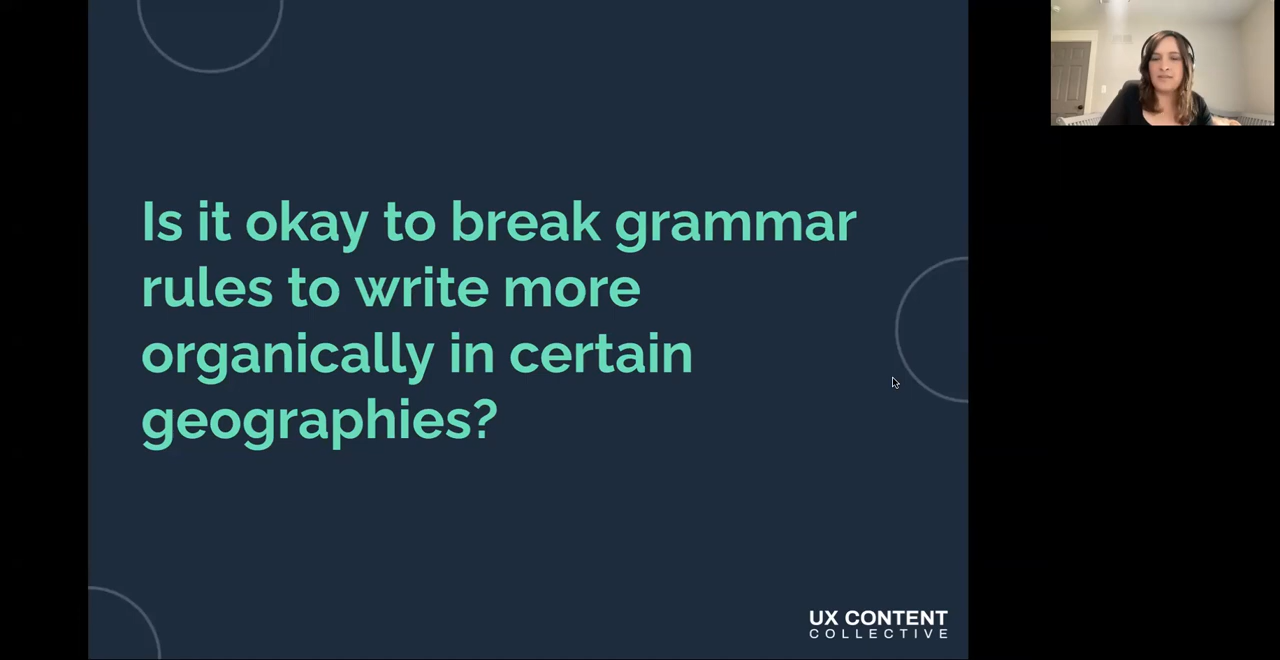 Is it okay to break grammar
rules to write more
organically in certain
geographies?
UX CONTENT
COLLECTIVE